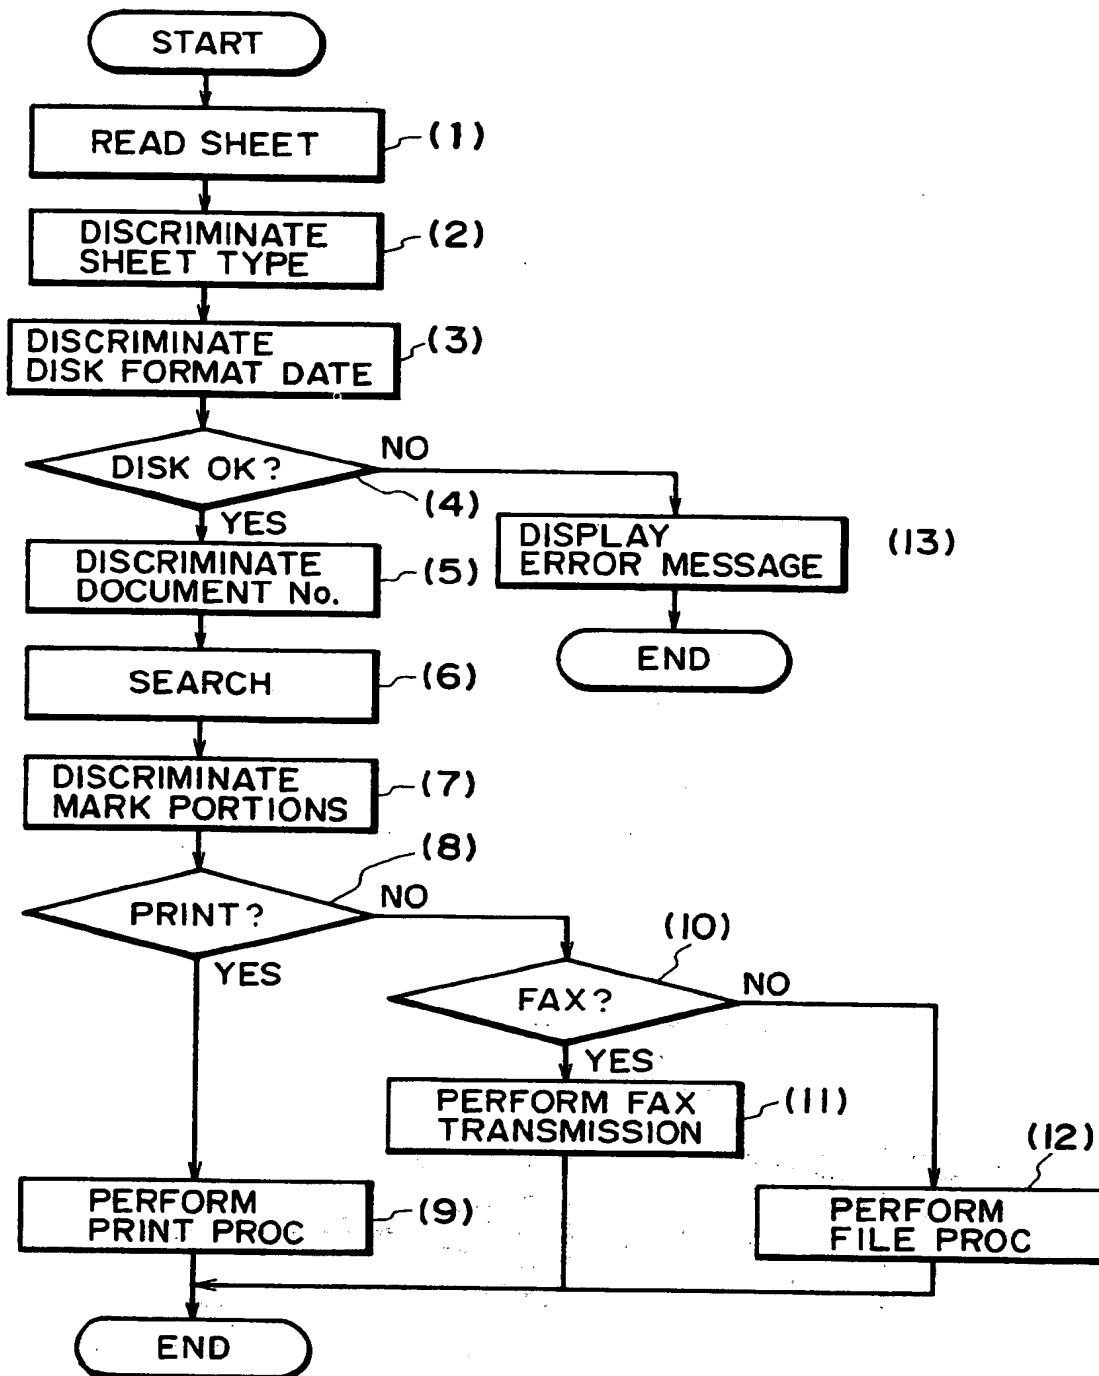 START
READ SHEET
(1)
DISCRIMINATE
SHEET TYPE
(2)
DISCRIMINATE
DISK FORMAT DATE
(3)
DISK OK?
NO
(4)
YES
DISCRIMINATE
DOCUMENT No.
(5)
DISPLAY
ERROR MESSAGE
(13)
SEARCH
(6)
END
DISCRIMINATE
MARK PORTIONS
(7)
(8)
PRINT?
NO
YES
(10)
FAX?
NO
YES
PERFORM FAX
TRANSMISSION
(11)
(12)
PERFORM
PRINT PROC
(9)
PERFORM
FILE PROC
END